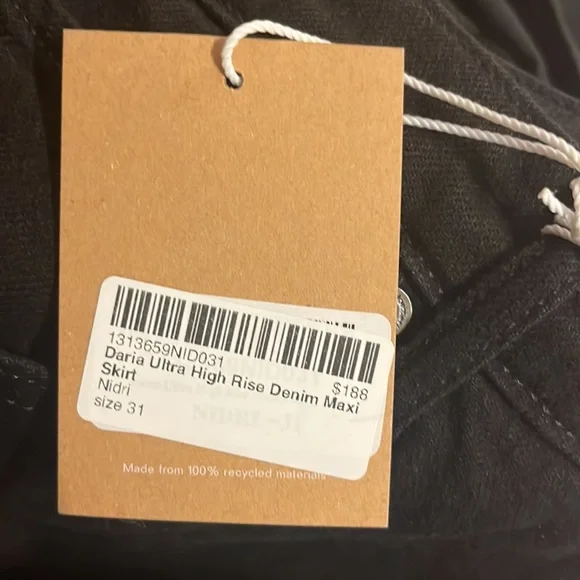 1313659NID031
$188
Daria Ultra High Rise Denim Maxi
Skirt
Nidri
size 31
Made from 100% recycled materials